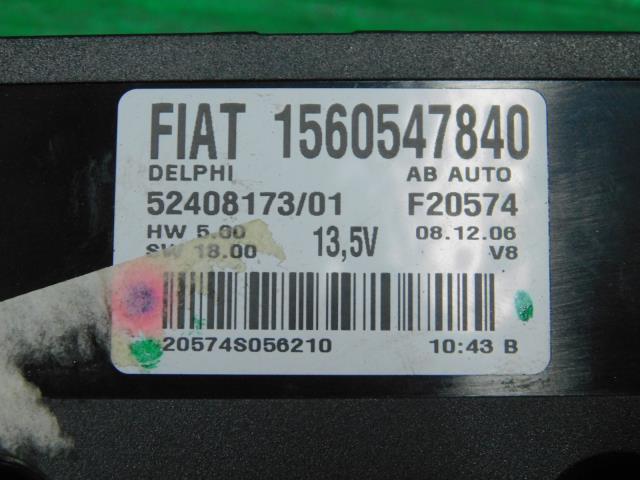 FIAT 1560547840
DELPHI AB AUTO
52408173/01 F20574
HW 5.00 13,5V 08.12.06
SW 18.00 V8
20574S056210 10:43 B